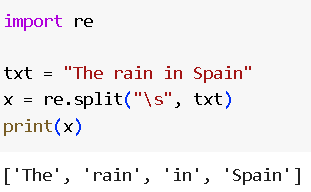 import re
txt = "The rain in Spain"
x = re.split("\s", txt)
print(x)
['The', 'rain', 'in', 'Spain']